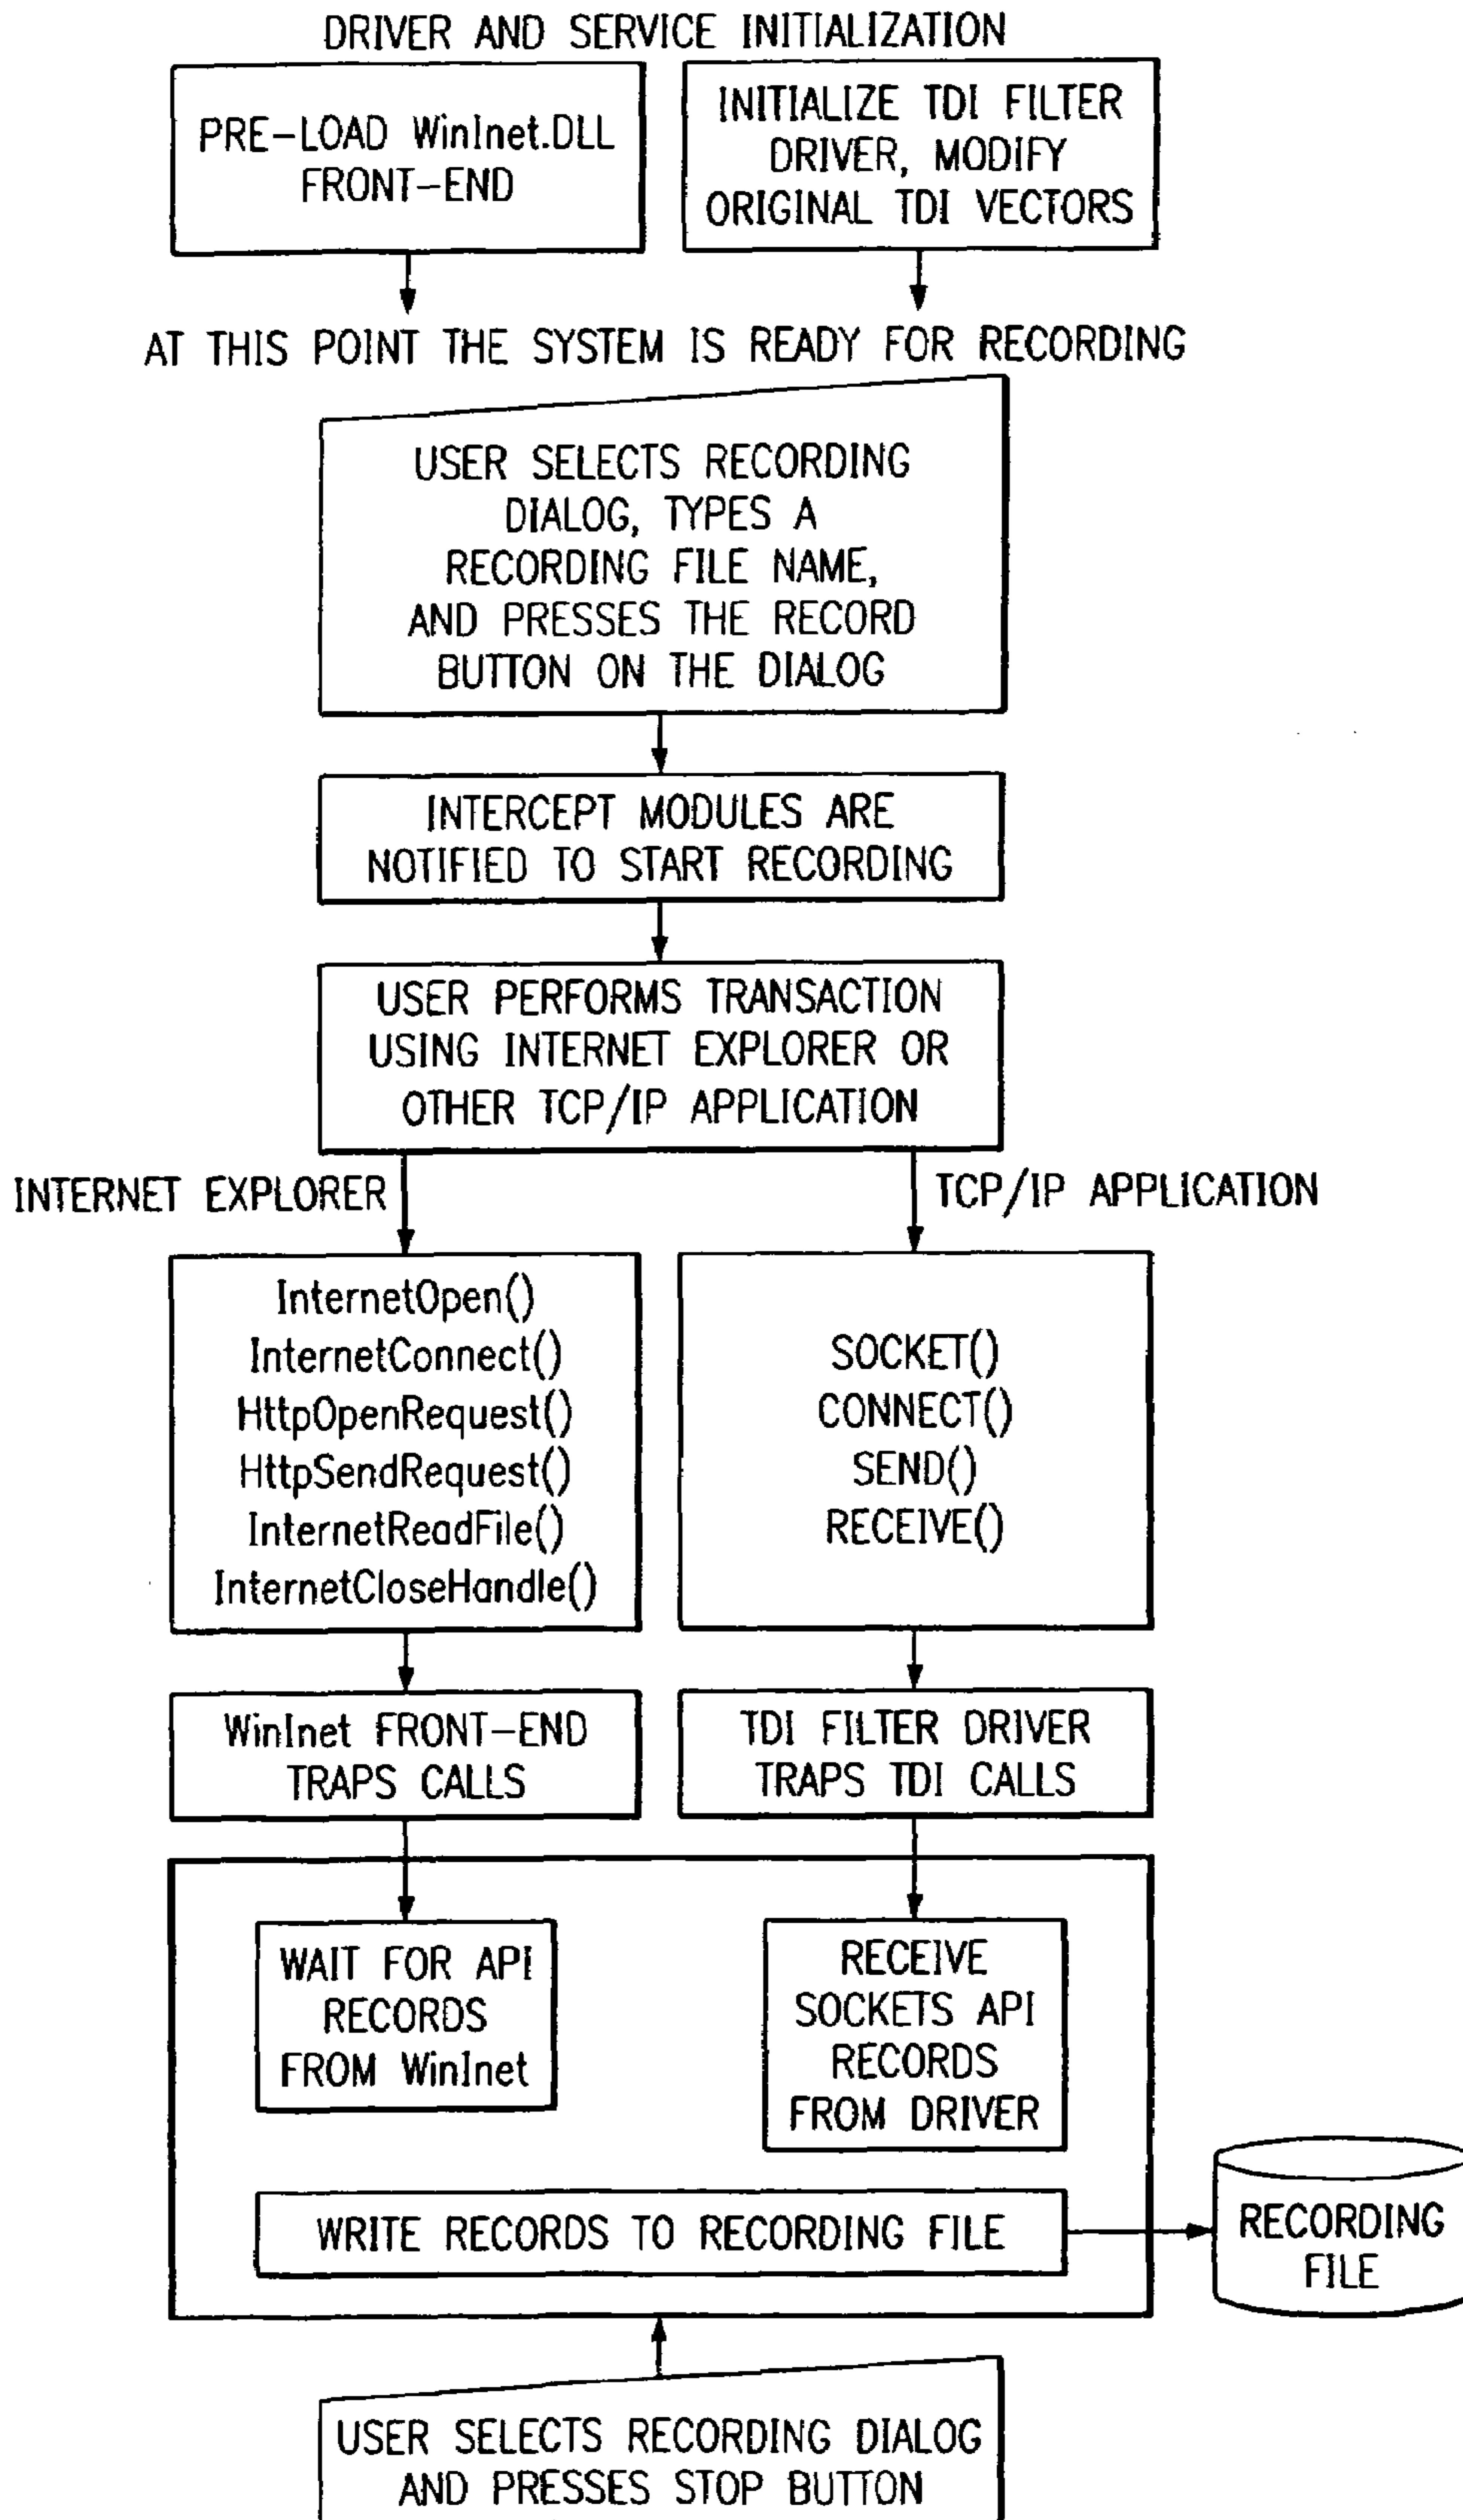 DRIVER AND SERVICE INITIALIZATION
PRE-LOAD WinInet.DLL
FRONT-END
INITIALIZE TDI FILTER
DRIVER, MODIFY
ORIGINAL TDI VECTORS
AT THIS POINT THE SYSTEM IS READY FOR RECORDING
USER SELECTS RECORDING
DIALOG, TYPES A
RECORDING FILE NAME,
AND PRESSES THE RECORD
BUTTON ON THE DIALOG
INTERCEPT MODULES ARE
NOTIFIED TO START RECORDING
USER PERFORMS TRANSACTION
USING INTERNET EXPLORER OR
OTHER TCP/IP APPLICATION
INTERNET EXPLORER
TCP/IP APPLICATION
InternetOpen()
InternetConnect()
HttpOpenRequest()
HttpSendRequest()
InternetReadFile()
InternetCloseHandle()
SOCKET()
CONNECT()
SEND()
RECEIVE()
WinInet FRONT-END
TRAPS CALLS
TDI FILTER DRIVER
TRAPS TDI CALLS
WAIT FOR API
RECORDS
FROM WinInet
RECEIVE
SOCKETS API
RECORDS
FROM DRIVER
WRITE RECORDS TO RECORDING FILE
RECORDING
FILE
USER SELECTS RECORDING DIALOG
AND PRESSES STOP BUTTON